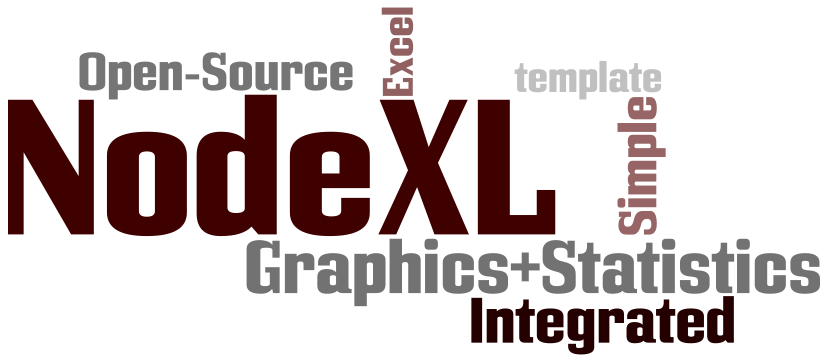 Open-Source
Excel
template
NodeXL
Simple
Graphics+Statistics
Integrated